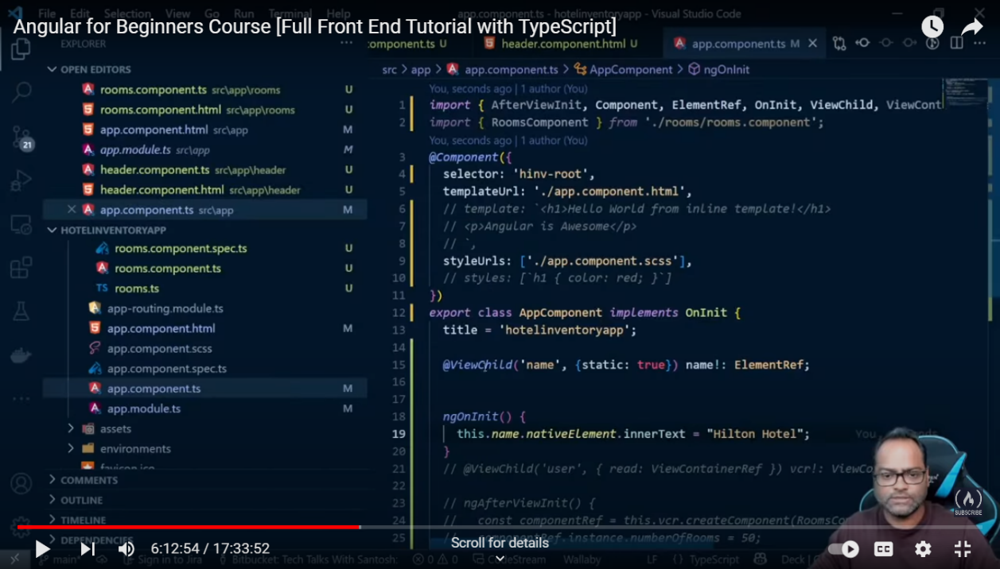 File Edit Selection View Go Run Terminal Help
app.component.ts - hotelinventoryapp - Visual Studio Code
Angular for Beginners Course [Full Front End Tutorial with TypeScript]
EXPLORER
OPEN EDITORS
rooms.component.ts src\app\rooms U
rooms.component.html src\app\rooms U
app.component.html src\app M
app.module.ts src\app M
header.component.ts src\app\header U
header.component.html src\app\header U
app.component.ts src\app M
HOTELINVENTORYAPP
rooms.component.spec.ts U
rooms.component.ts U
TS rooms.ts U
app-routing.module.ts
app.component.html M
app.component.scss
app.component.spec.ts
app.component.ts M
app.module.ts M
assets
environments
favicon.ico
COMMENTS
OUTLINE
TIMELINE
DEPENDENCIES
21
omponent.ts U
header.component.html U
app.component.ts M
src > app > app.component.ts > AppComponent > ngOnInit
You, seconds ago | 1 author (You)
1 import { AfterViewInit, Component, ElementRef, OnInit, ViewChild, ViewCont
2 import { RoomsComponent } from './rooms/rooms.component';
You, seconds ago | 1 author (You)
3 @Component({
4 selector: 'hinv-root',
5 templateUrl: './app.component.html',
6 // template: `<h1>Hello World from inline template!</h1>
7 // <p>Angular is Awesome</p>
8 // `,
9 styleUrls: ['./app.component.scss'],
10 // styles: [`h1 { color: red; }`]
11 })
12 export class AppComponent implements OnInit {
13 title = 'hotelinventoryapp';
14
15 @ViewChild('name', {static: true}) name!: ElementRef;
16
17
18 ngOnInit() {
19 this.name.nativeElement.innerText = "Hilton Hotel";
20 }
21 // @ViewChild('user', { read: ViewContainerRef }) vcr!: ViewCo
22
23 // ngAfterViewInit() {
24 // const componentRef = this.vcr.createComponent(RoomsCo
25 // componentRef.instance.numberOfRooms = 50;
SUBSCRIBE
6:12:54 / 17:33:52
Scroll for details
CC
main* Sign in to Jira Bitbucket: Tech Talks With Santosh: 0 0 CodeStream Wallaby LF {} TypeScript Deck